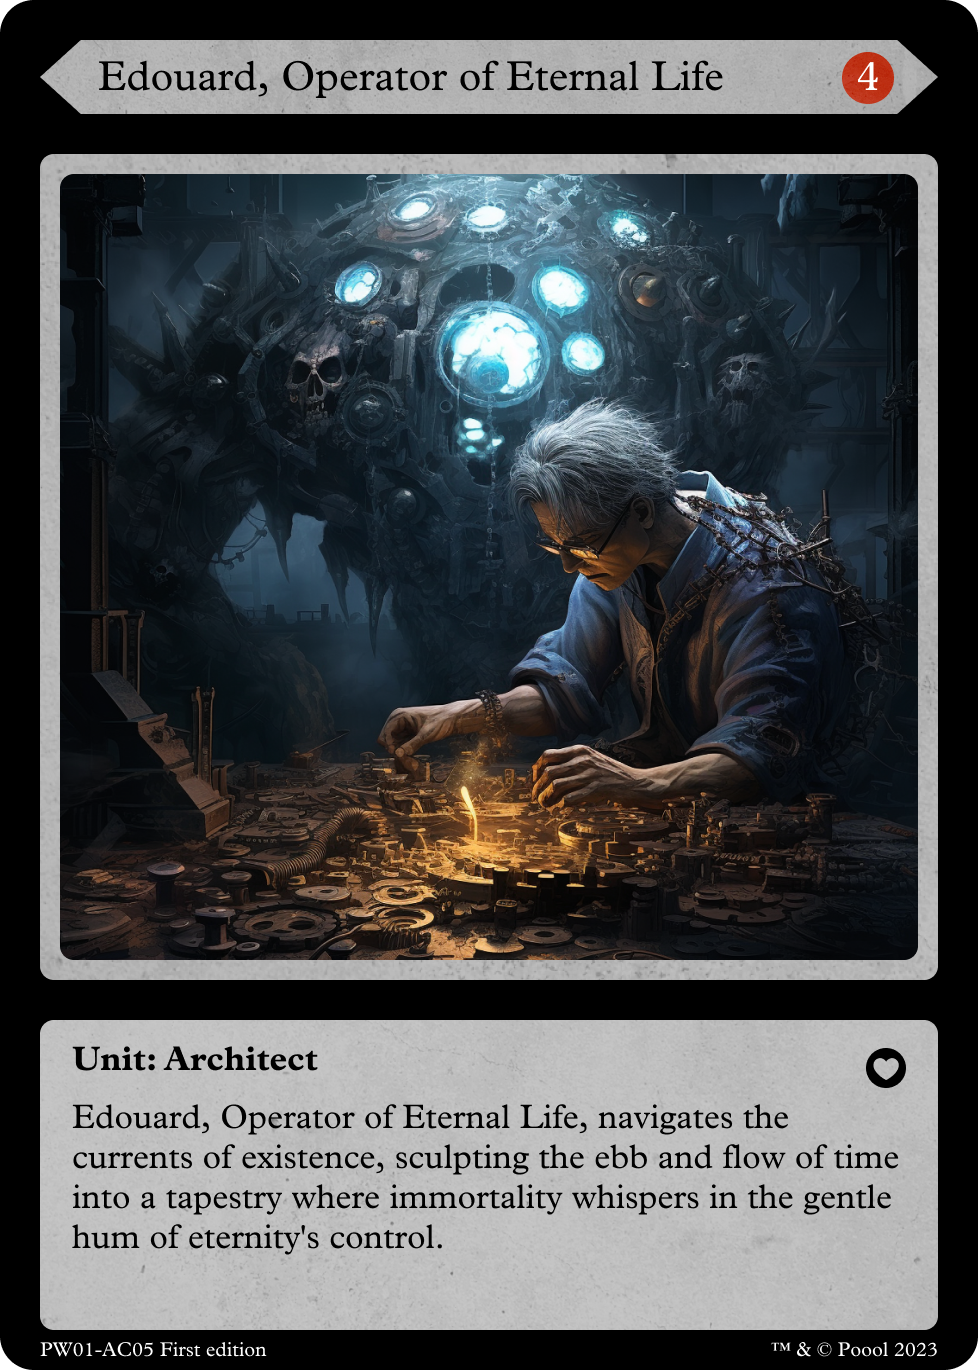 Edouard, Operator of Eternal Life
4
Unit: Architect
Edouard, Operator of Eternal Life, navigates the
currents of existence, sculpting the ebb and flow of time
into a tapestry where immortality whispers in the gentle
hum of eternity's control.
PW01-AC05 First edition
™ & © Poool 2023